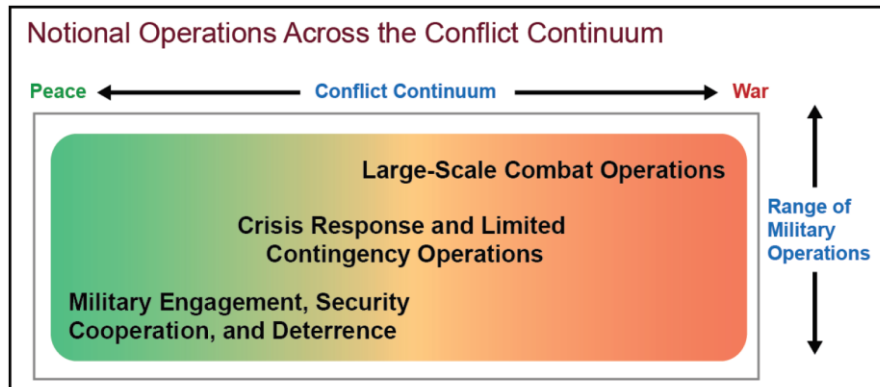 Notional Operations Across the Conflict Continuum
Peace
Conflict Continuum
War
Large-Scale Combat Operations
Crisis Response and Limited
Contingency Operations
Military Engagement, Security
Cooperation, and Deterrence
Range of
Military
Operations